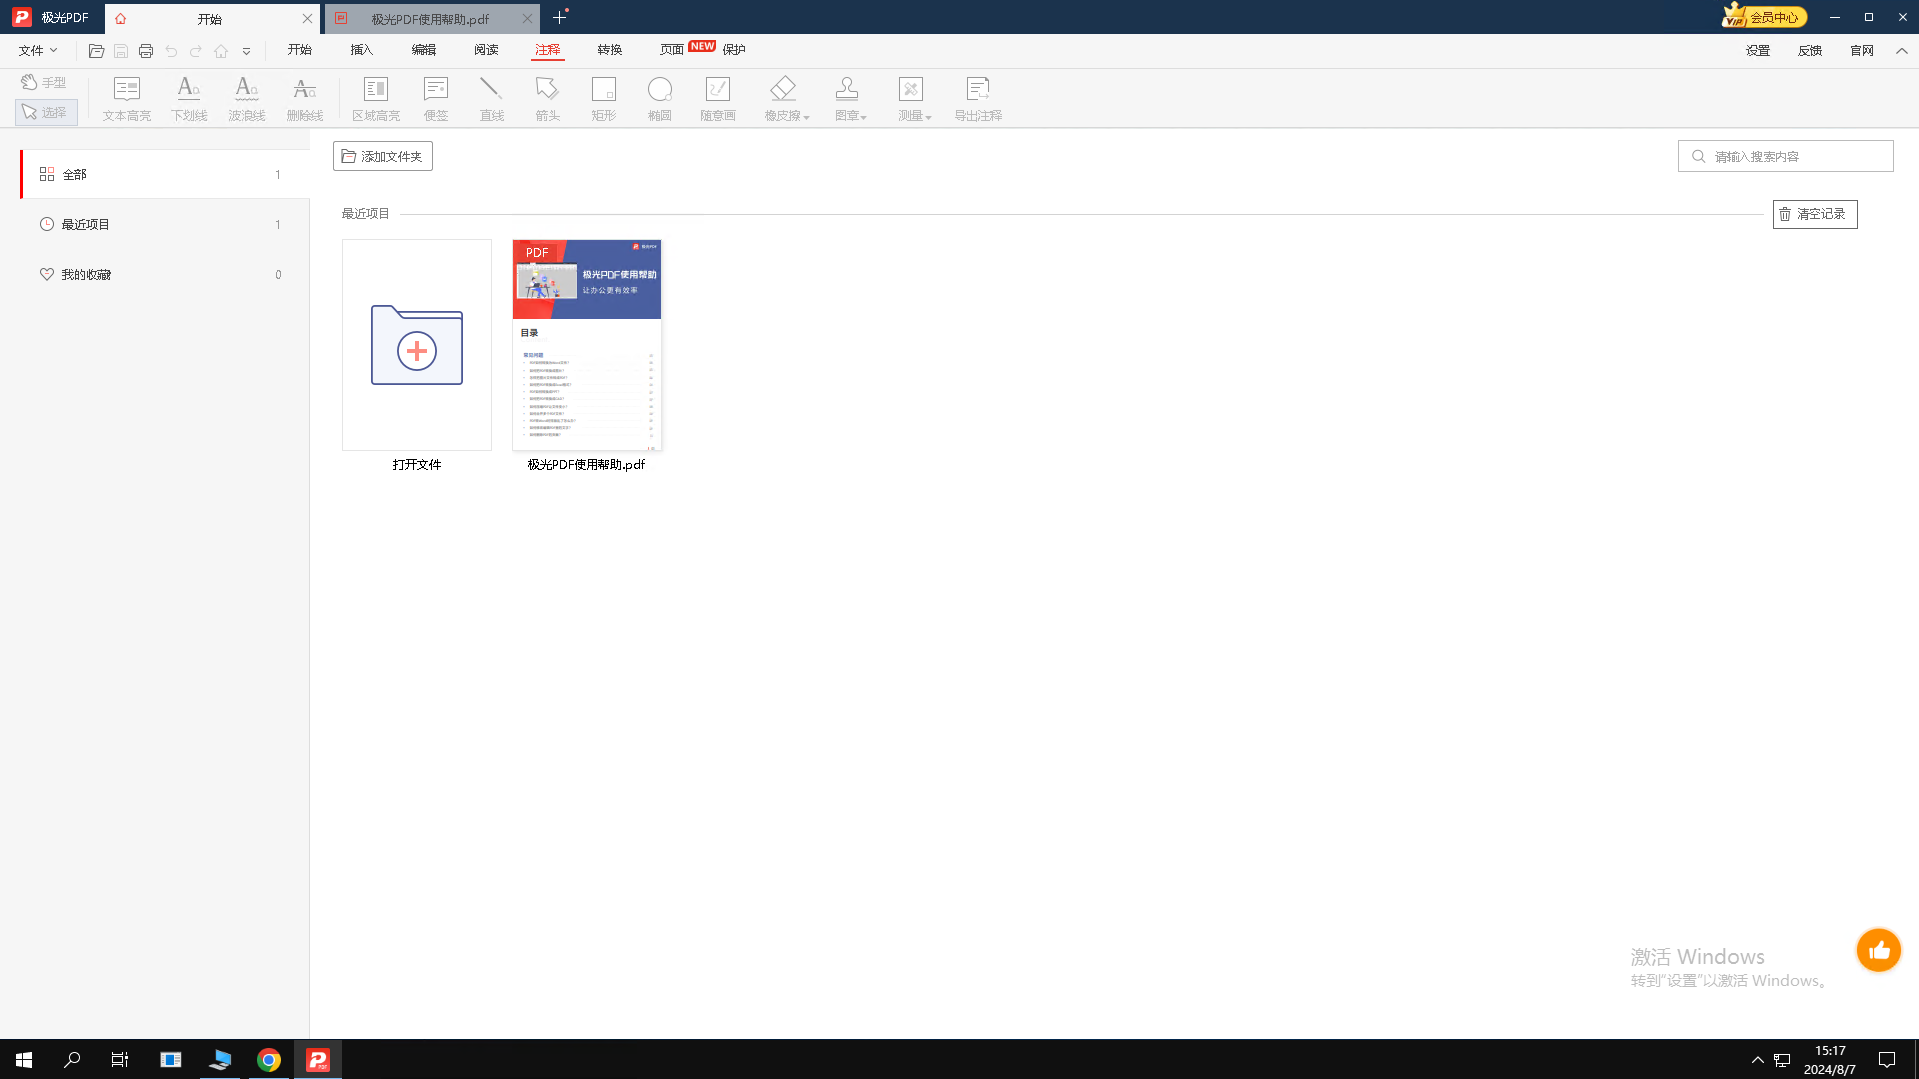 极光PDF
开始
极光PDF使用帮助.pdf
VIP 会员中心
文件
开始
插入
编辑
阅读
注释
转换
页面
NEW
保护
设置
反馈
官网
手型
选择
文本高亮
下划线
波浪线
删除线
区域高亮
便签
直线
箭头
矩形
椭圆
随意画
橡皮擦
图章
测量
导出注释
全部 1
最近项目 1
我的收藏 0
添加文件夹
请输入搜索内容
最近项目
清空记录
PDF
极光PDF
极光PDF使用帮助
让办公更有效率
目录
常见问题
打开文件
极光PDF使用帮助.pdf
激活 Windows
转到“设置”以激活 Windows。
15:17
2024/8/7